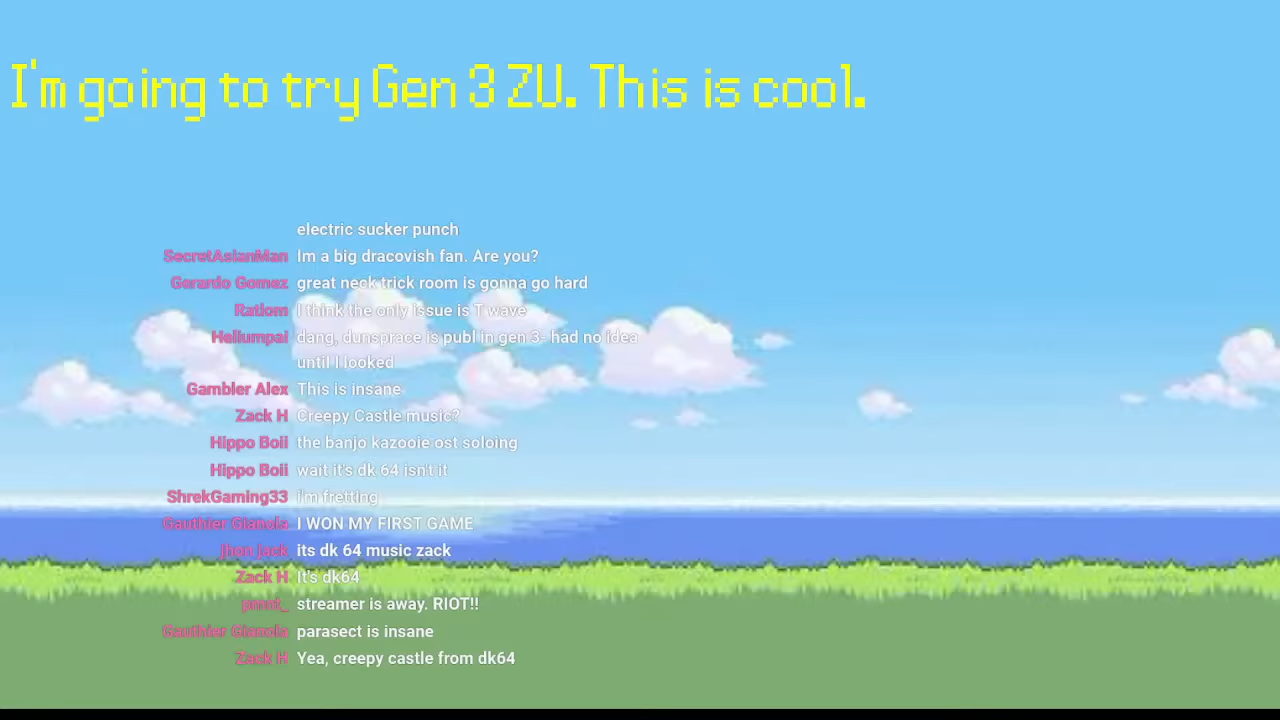 I'm going to try Gen 3 ZU. This is cool.
electric sucker punch
SecretAsianMan Im a big dracovish fan. Are you?
Gerardo Gomez great neck trick room is gonna go hard
Ratiom I think the only issue is T wave
Heliumpai dang, dunsprace is publ in gen 3- had no idea
until I looked
Gambler Alex This is insane
Zack H Creepy Castle music?
Hippo Boii the banjo kazooie ost soloing
Hippo Boii wait it's dk 64 isn't it
ShrekGaming33 i'm fretting
Gauthier Gianola I WON MY FIRST GAME
jhon jack its dk 64 music zack
Zack H It's dk64
streamer is away. RIOT!!
Gauthier Gianola parasect is insane
Zack H Yea, creepy castle from dk64